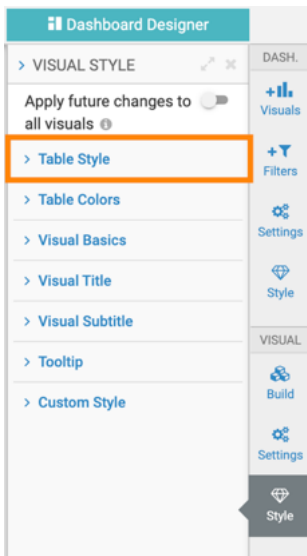 Dashboard Designer
> VISUAL STYLE
Apply future changes to
all visuals
> Table Style
> Table Colors
> Visual Basics
> Visual Title
> Visual Subtitle
> Tooltip
> Custom Style
DASH.
Visuals
Filters
Settings
Style
VISUAL
Build
Settings
Style